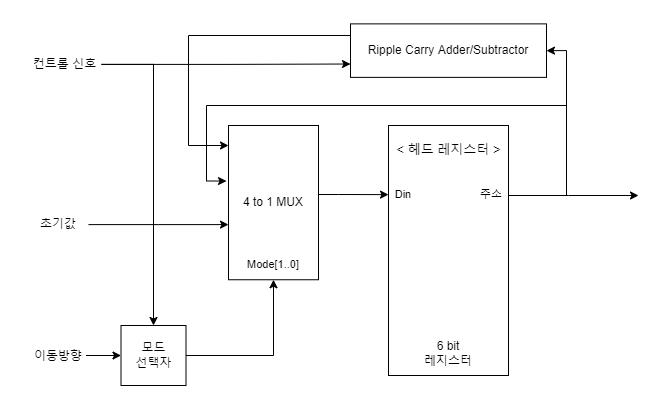 Ripple Carry Adder/Subtractor
컨트롤 신호
< 헤드 레지스터 >
4 to 1 MUX
Din
주소
초기값
Mode[1..0]
모드
선택자
이동방향
6 bit
레지스터